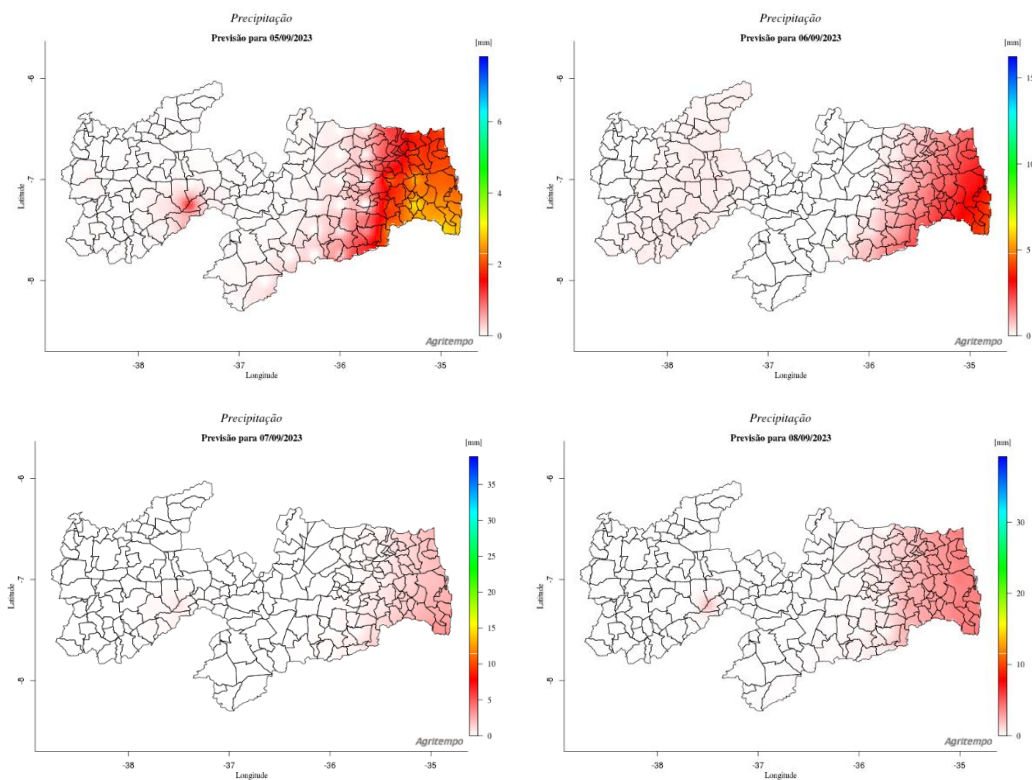 Precipitação
Previsão para 05/09/2023
[mm]
-6
-7
-8
Latitude
-38
-37
-36
-35
Longitude
0
2
4
6
Agritempo
Precipitação
Previsão para 06/09/2023
[mm]
-6
-7
-8
Latitude
-38
-37
-36
-35
Longitude
0
5
10
15
Agritempo
Precipitação
Previsão para 07/09/2023
[mm]
-6
-7
-8
Latitude
-38
-37
-36
-35
Longitude
0
5
10
15
20
25
30
35
Agritempo
Precipitação
Previsão para 08/09/2023
[mm]
-6
-7
-8
Latitude
-38
-37
-36
-35
Longitude
0
10
20
30
Agritempo